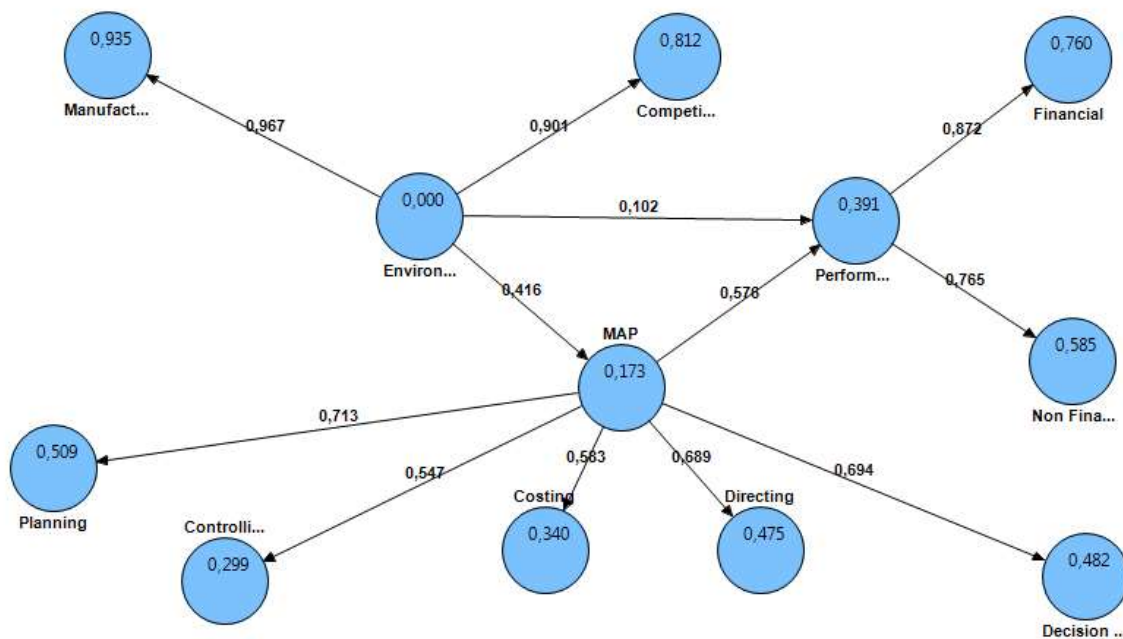 0,935
Manufact...
0,812
Competi...
0,760
Financial
0,967
0,901
0,872
0,000
Environ...
0,102
0,391
Perform...
0,416
0,576
0,765
MAP
0,173
0,585
Non Fina...
0,713
0,547
0,583
0,689
0,694
0,509
Planning
Controlli...
0,299
Costing
0,340
Directing
0,475
0,482
Decision ...